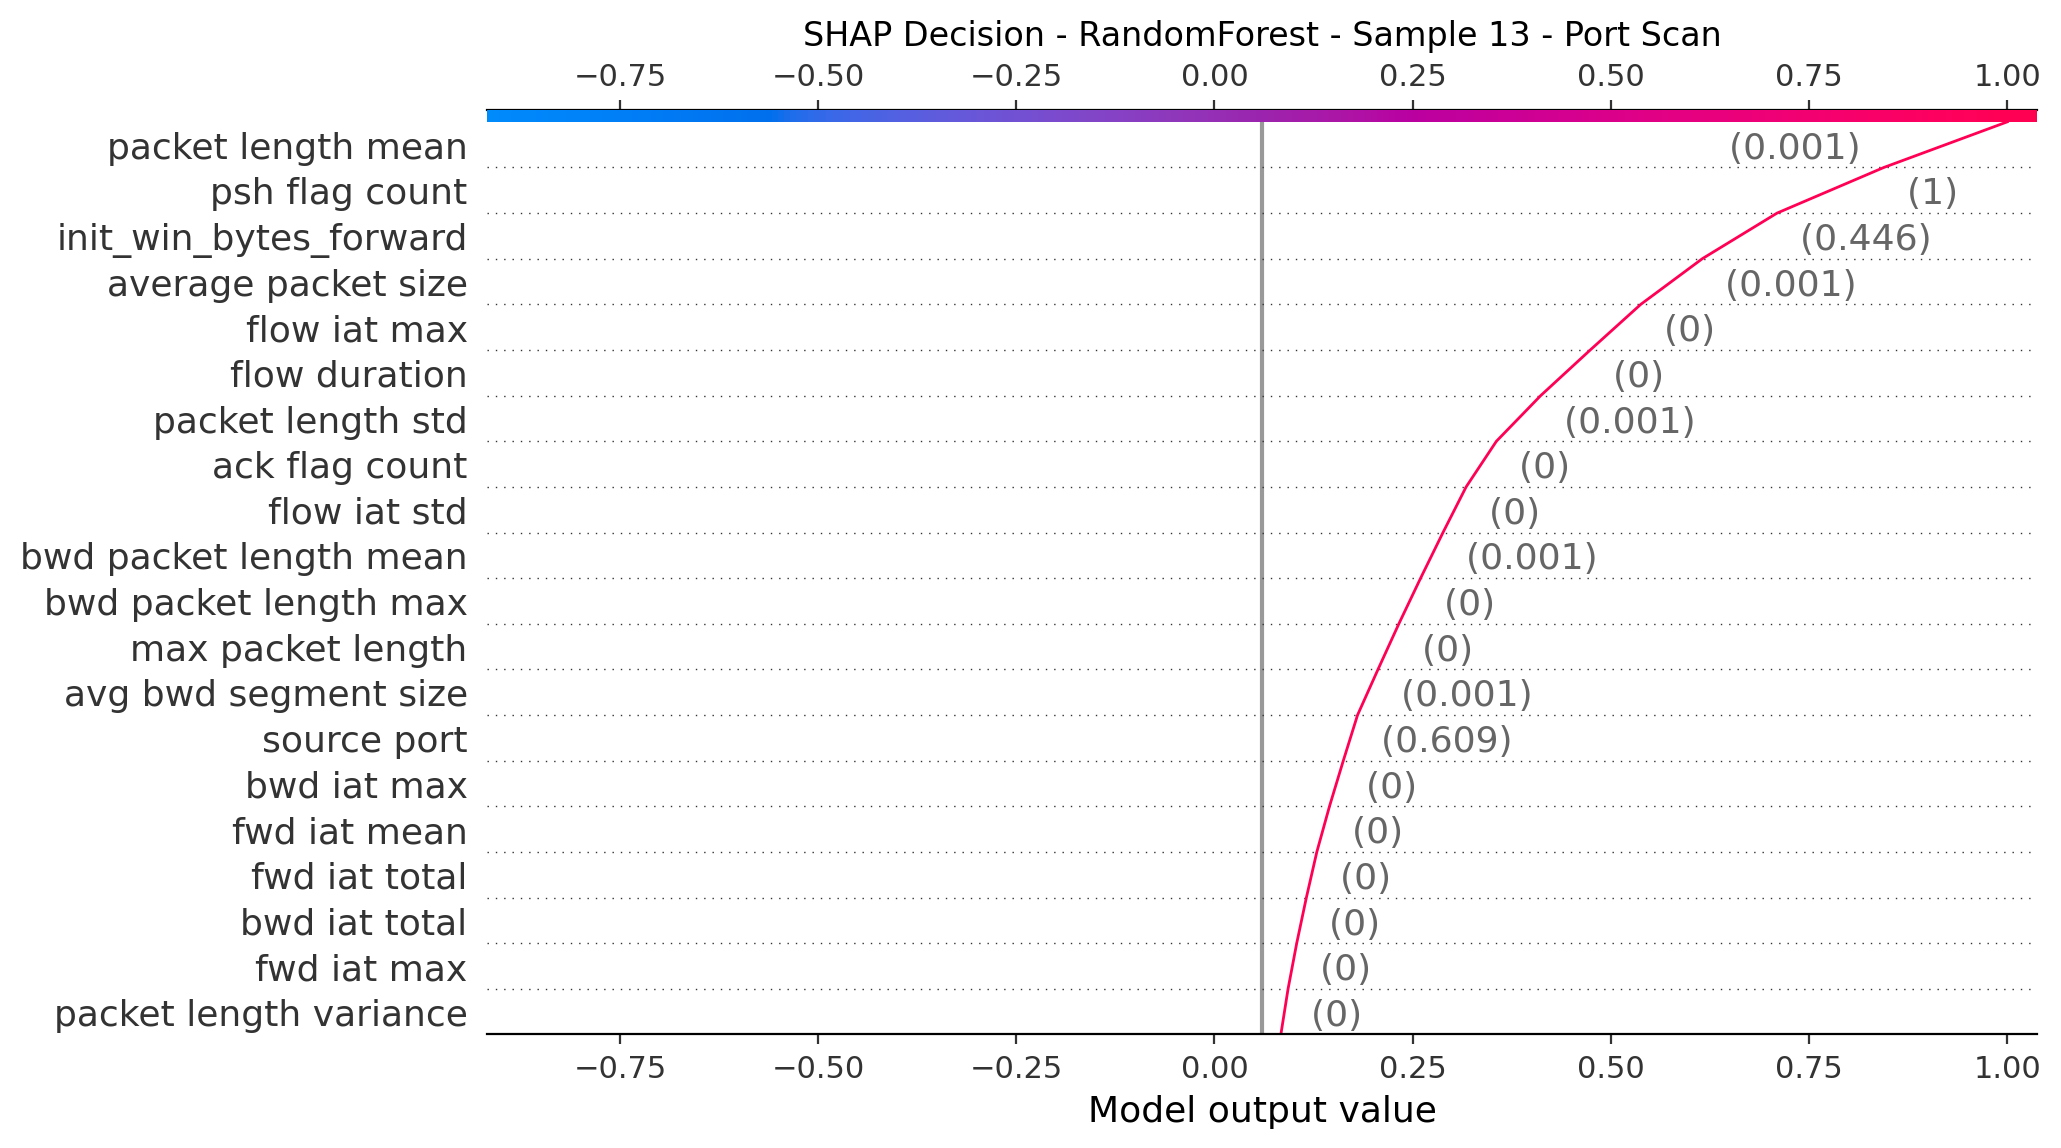 SHAP Decision - RandomForest - Sample 13 - Port Scan
−0.75 −0.50 −0.25 0.00 0.25 0.50 0.75 1.00
packet length mean (0.001)
psh flag count (1)
init_win_bytes_forward (0.446)
average packet size (0.001)
flow iat max (0)
flow duration (0)
packet length std (0.001)
ack flag count (0)
flow iat std (0)
bwd packet length mean (0.001)
bwd packet length max (0)
max packet length (0)
avg bwd segment size (0.001)
source port (0.609)
bwd iat max (0)
fwd iat mean (0)
fwd iat total (0)
bwd iat total (0)
fwd iat max (0)
packet length variance (0)
−0.75 −0.50 −0.25 0.00 0.25 0.50 0.75 1.00
Model output value